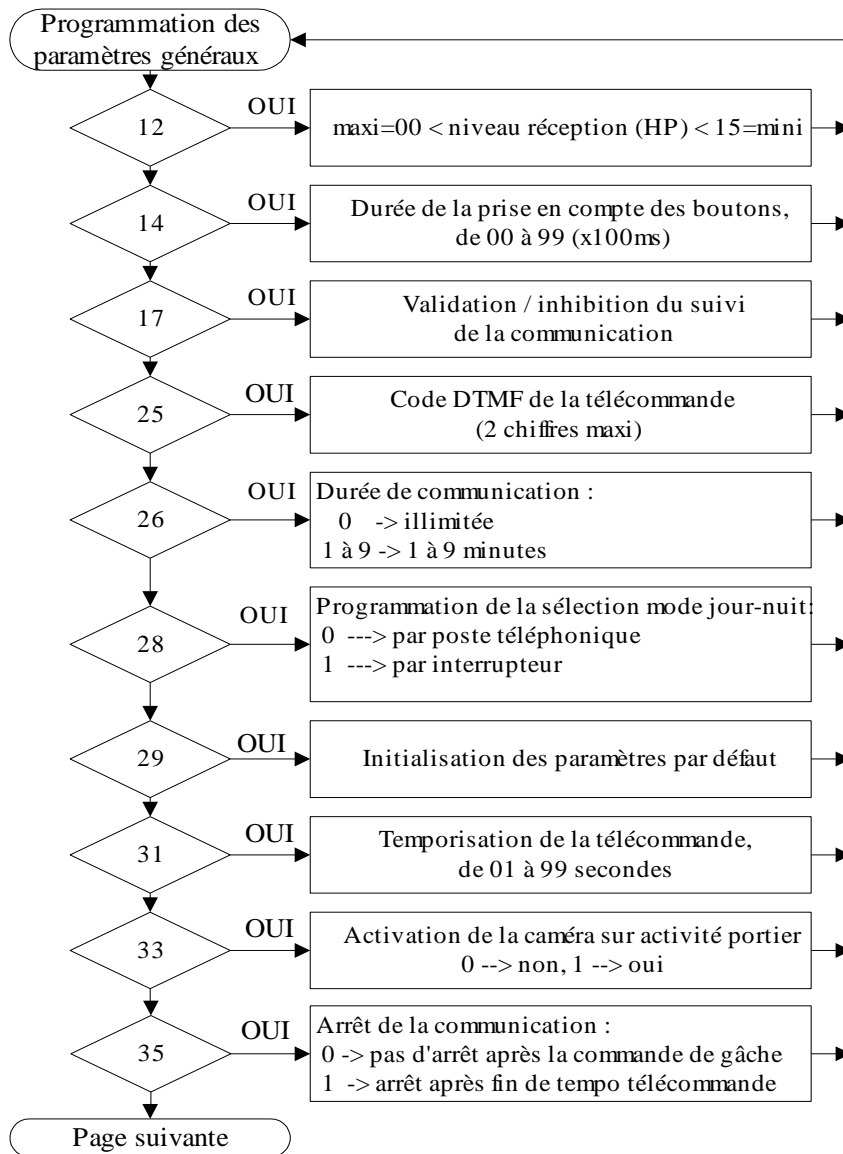 Programmation des
paramètres généraux
12
OUI
maxi=00 < niveau réception (HP) < 15=mini
14
OUI
Durée de la prise en compte des boutons,
de 00 à 99 (x100ms)
17
OUI
Validation / inhibition du suivi
de la communication
25
OUI
Code DTMF de la télécommande
(2 chiffres maxi)
26
OUI
Durée de communication :
0 -> illimitée
1 à 9 -> 1 à 9 minutes
28
OUI
Programmation de la sélection mode jour-nuit:
0 ---> par poste téléphonique
1 ---> par interrupteur
29
OUI
Initialisation des paramètres par défaut
31
OUI
Temporisation de la télécommande,
de 01 à 99 secondes
33
OUI
Activation de la caméra sur activité portier
0 --> non, 1 --> oui
35
OUI
Arrêt de la communication :
0 -> pas d'arrêt après la commande de gâche
1 -> arrêt après fin de tempo télécommande
Page suivante